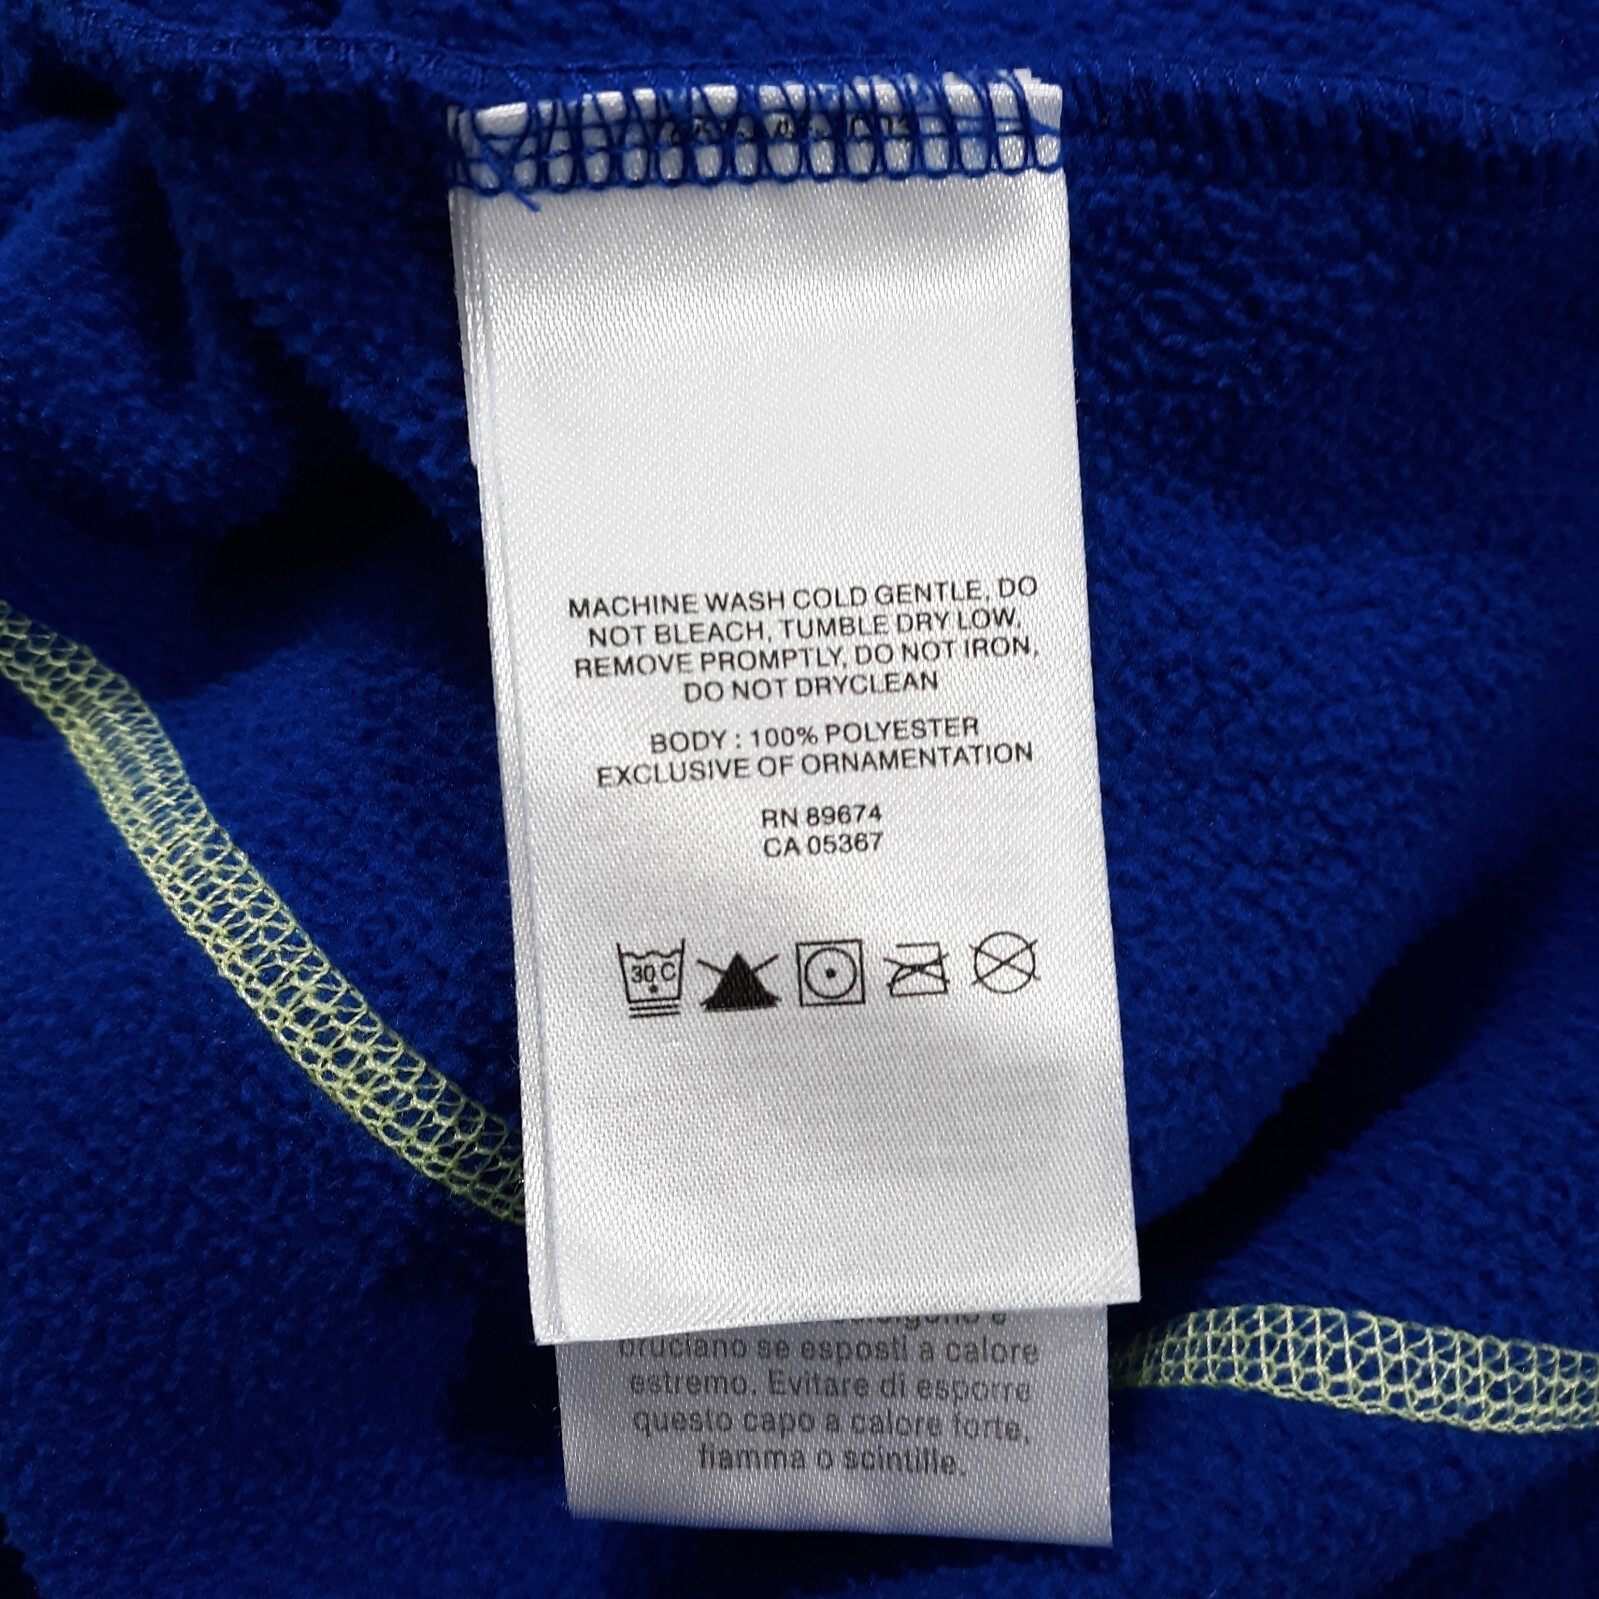 MACHINE WASH COLD GENTLE, DO
NOT BLEACH, TUMBLE DRY LOW,
REMOVE PROMPTLY, DO NOT IRON,
DO NOT DRYCLEAN
BODY : 100% POLYESTER
EXCLUSIVE OF ORNAMENTATION
RN 89674
CA 05367
30 C
bruciano se esposti a calore
estremo. Evitare di esporre
questo capo a calore forte,
fiamma o scintille.